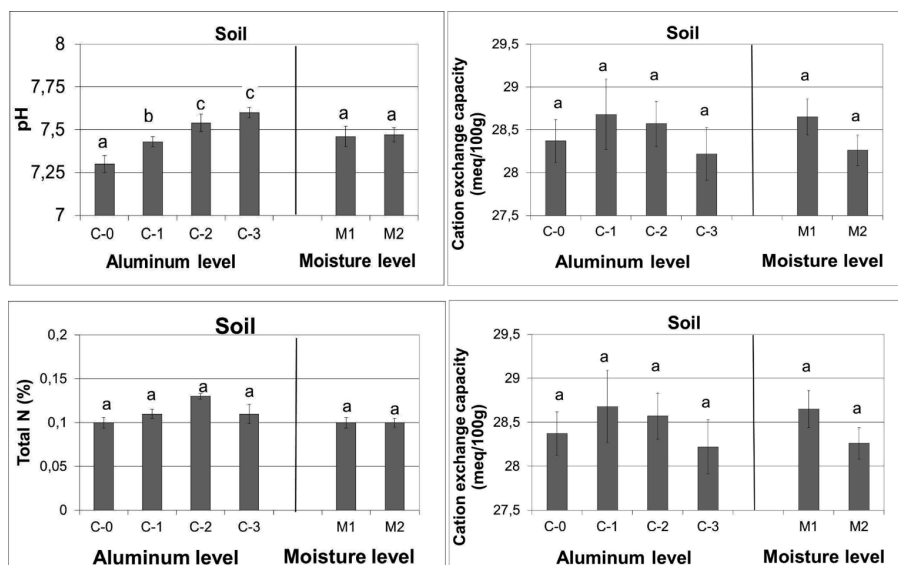 Soil
8
7,75
7,5
7,25
7
pH
a
b
c
c
a
a
C-0 C-1 C-2 C-3 M1 M2
Aluminum level Moisture level
Soil
29,5
29
28,5
28
27,5
Cation exchange capacity
(meq/100g)
a
a
a
a
a
a
C-0 C-1 C-2 C-3 M1 M2
Aluminum level Moisture level
Soil
0,2
0,15
0,1
0,05
0
Total N (%)
a
a
a
a
a
a
C-0 C-1 C-2 C-3 M1 M2
Aluminum level Moisture level
Soil
29,5
29
28,5
28
27,5
Cation exchange capacity
(meq/100g)
a
a
a
a
a
a
C-0 C-1 C-2 C-3 M1 M2
Aluminum level Moisture level